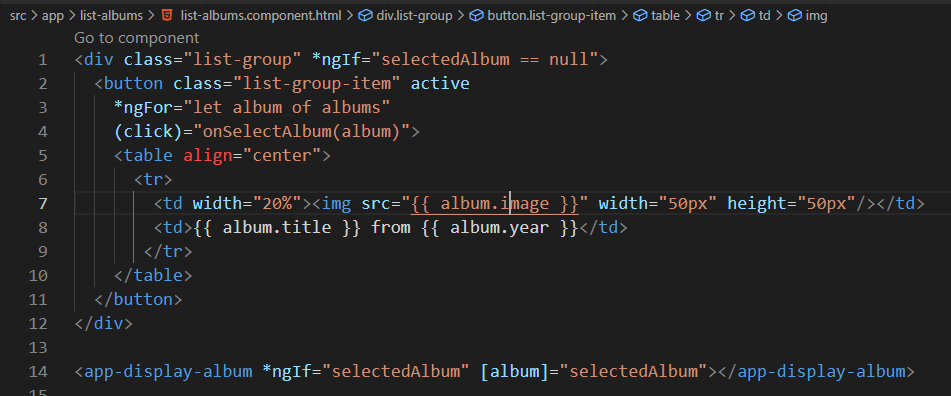 src > app > list-albums > list-albums.component.html > div.list-group > button.list-group-item > table > tr > td > img
Go to component
1 <div class="list-group" *ngIf="selectedAlbum == null">
2   <button class="list-group-item" active
3     *ngFor="let album of albums"
4     (click)="onSelectAlbum(album)">
5     <table align="center">
6       <tr>
7         <td width="20%"><img src="{{ album.image }}" width="50px" height="50px"/></td>
8         <td>{{ album.title }} from {{ album.year }}</td>
9        </tr>
10     </table>
11   </button>
12 </div>
13
14 <app-display-album *ngIf="selectedAlbum" [album]="selectedAlbum"></app-display-album>
15